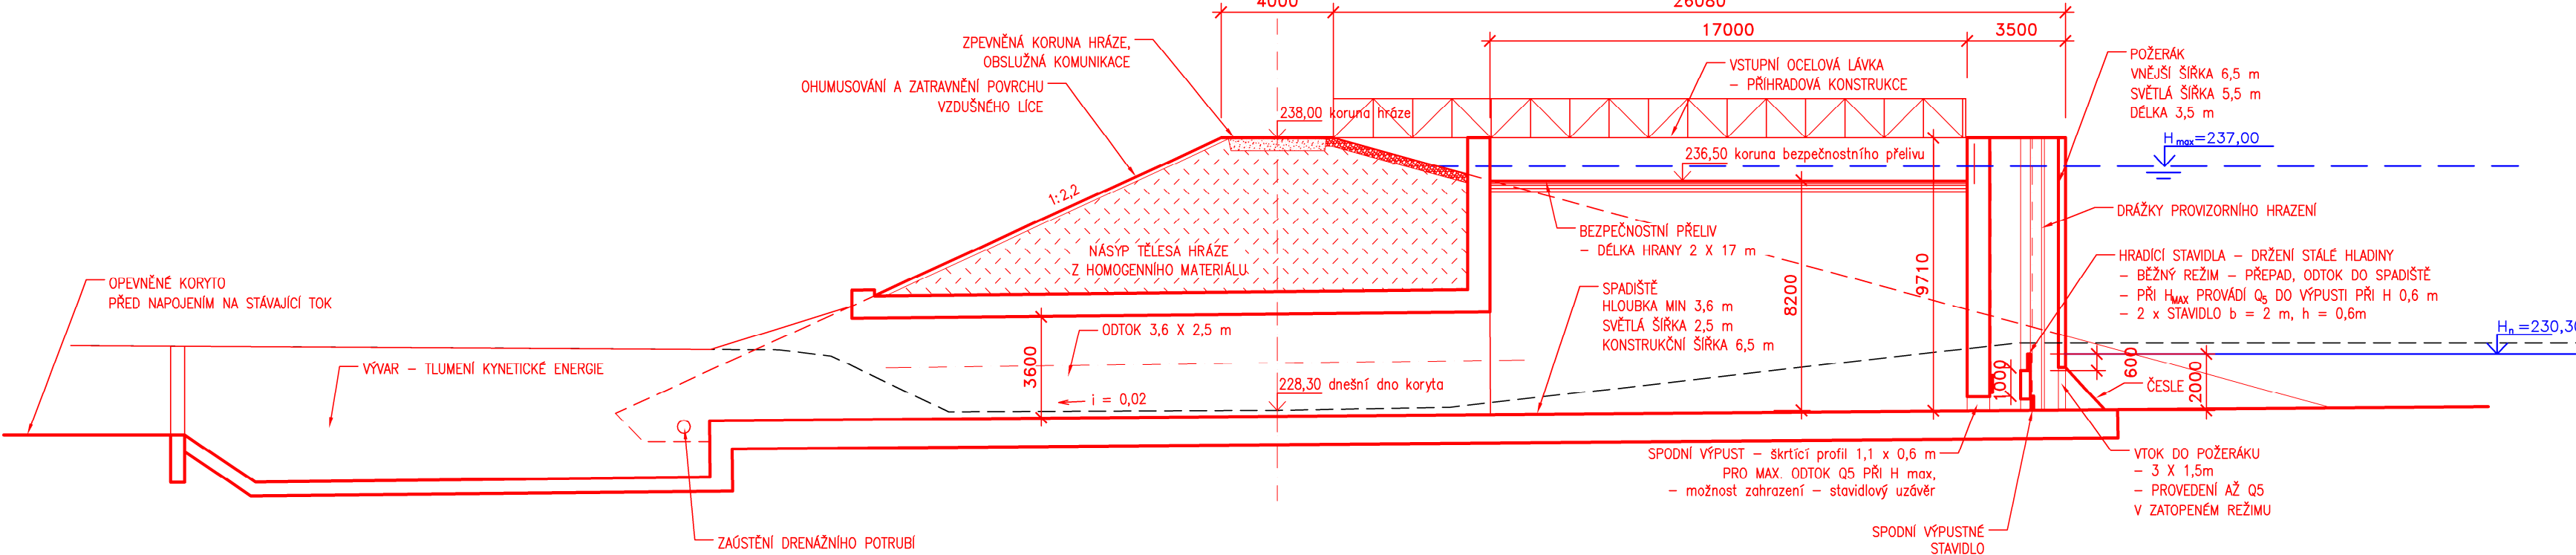 4000
26080
17000
3500
ZPEVNĚNÁ KORUNA HRÁZE,
OBSLUŽNÁ KOMUNIKACE
OHUMUSOVÁNÍ A ZATRAVNĚNÍ POVRCHU
VZDUŠNÉHO LÍCE
VSTUPNÍ OCELOVÁ LÁVKA
– PŘÍHRADOVÁ KONSTRUKCE
POŽERÁK
VNĚJŠÍ ŠÍŘKA 6,5 m
SVĚTLÁ ŠÍŘKA 5,5 m
DÉLKA 3,5 m
238,00 koruna hráze
Hmax=237,00
236,50 koruna bezpečnostního přelivu
1:2,2
DRÁŽKY PROVIZORNÍHO HRAZENÍ
BEZPEČNOSTNÍ PŘELIV
– DÉLKA HRANY 2 X 17 m
NÁSYP TĚLESA HRÁZE
Z HOMOGENNÍHO MATERIÁLU
HRADÍCÍ STAVIDLA – DRŽENÍ STÁLÉ HLADINY
– BĚŽNÝ REŽIM – PŘEPAD, ODTOK DO SPADIŠTĚ
– PŘI HMAX PROVÁDÍ Q5 DO VÝPUSTI PŘI H 0,6 m
– 2 x STAVIDLO b = 2 m, h = 0,6m
OPEVNĚNÉ KORYTO
PŘED NAPOJENÍM NA STÁVAJÍCÍ TOK
SPADIŠTĚ
HLOUBKA MIN 3,6 m
SVĚTLÁ ŠÍŘKA 2,5 m
KONSTRUKČNÍ ŠÍŘKA 6,5 m
8200
9710
Hn=230,30
ODTOK 3,6 X 2,5 m
3600
VÝVAR – TLUMENÍ KYNETICKÉ ENERGIE
228,30 dnešní dno koryta
i = 0,02
1000
600
2000
ČESLE
SPODNÍ VÝPUST – škrtící profil 1,1 x 0,6 m
PRO MAX. ODTOK Q5 PŘI H max,
– možnost zahrazení – stavidlový uzávěr
VTOK DO POŽERÁKU
– 3 X 1,5m
– PROVEDENÍ AŽ Q5
V ZATOPENÉM REŽIMU
SPODNÍ VÝPUSTNÉ
STAVIDLO
ZAÚSTĚNÍ DRENÁŽNÍHO POTRUBÍ